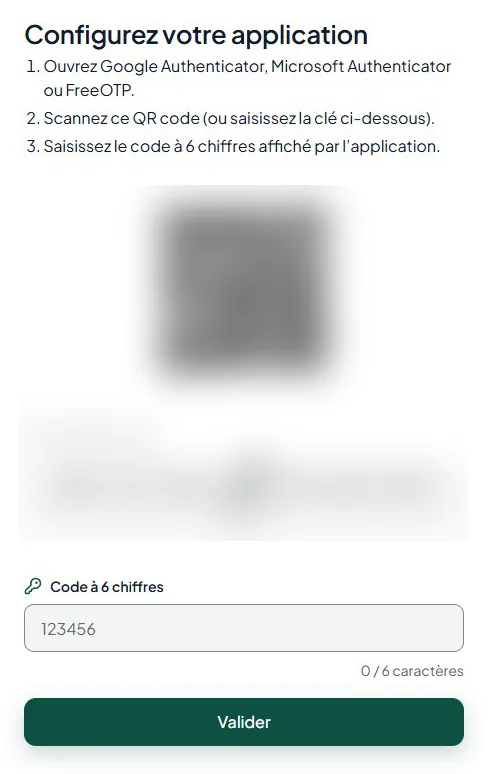 Configurez votre application
1. Ouvrez Google Authenticator, Microsoft Authenticator
ou FreeOTP.
2. Scannez ce QR code (ou saisissez la clé ci-dessous).
3. Saisissez le code à 6 chiffres affiché par l’application.
Code à 6 chiffres
123456
0 / 6 caractères
Valider